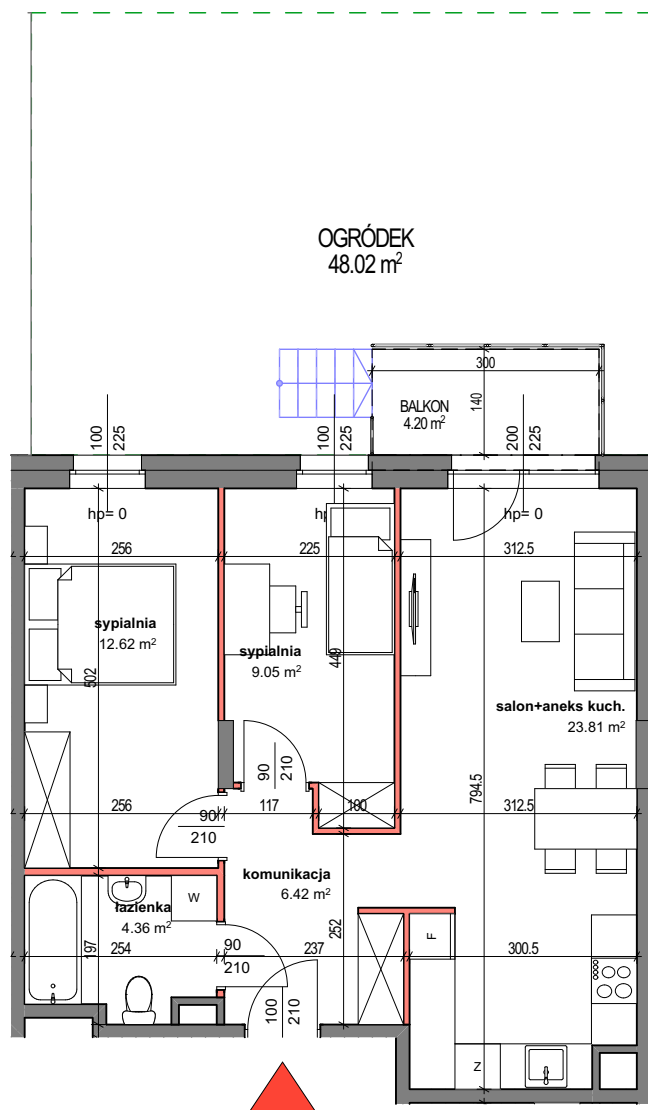 OGRÓDEK
48.02 m²
300
140
BALKON
4.20 m²
100
225
100
225
200
225
hp= 0
hp
hp= 0
256
225
312.5
sypialnia
12.62 m²
sypialnia
9.05 m²
449
502
salon+aneks kuch.
23.81 m²
90
210
794.5
256
117
100
312.5
90
210
komunikacja
6.42 m²
W
łazienka
4.36 m²
197
254
90
210
237
252
F
300.5
100
210
Z